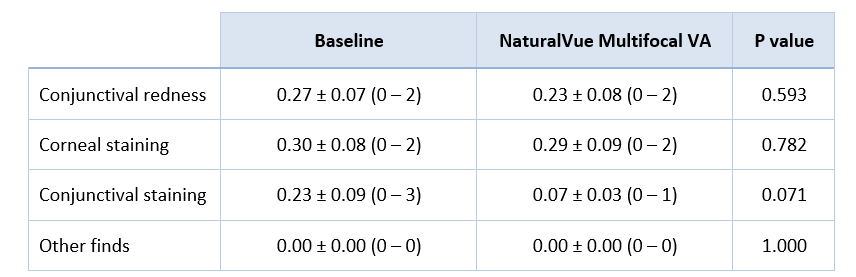 Baseline NaturalVue Multifocal VA P value
Conjunctival redness 0.27 ± 0.07 (0 – 2) 0.23 ± 0.08 (0 – 2) 0.593
Corneal staining 0.30 ± 0.08 (0 – 2) 0.29 ± 0.09 (0 – 2) 0.782
Conjunctival staining 0.23 ± 0.09 (0 – 3) 0.07 ± 0.03 (0 – 1) 0.071
Other finds 0.00 ± 0.00 (0 – 0) 0.00 ± 0.00 (0 – 0) 1.000